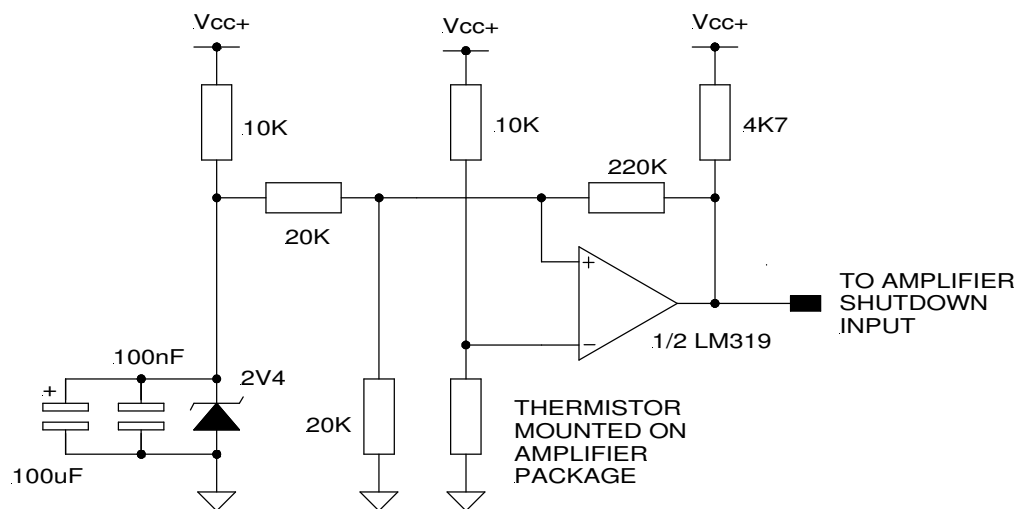 Vcc+
Vcc+
Vcc+
10K
10K
4K7
220K
20K
+
TO AMPLIFIER
SHUTDOWN
INPUT
−
1/2 LM319
100nF
+
2V4
20K
THERMISTOR
MOUNTED ON
AMPLIFIER
PACKAGE
100uF